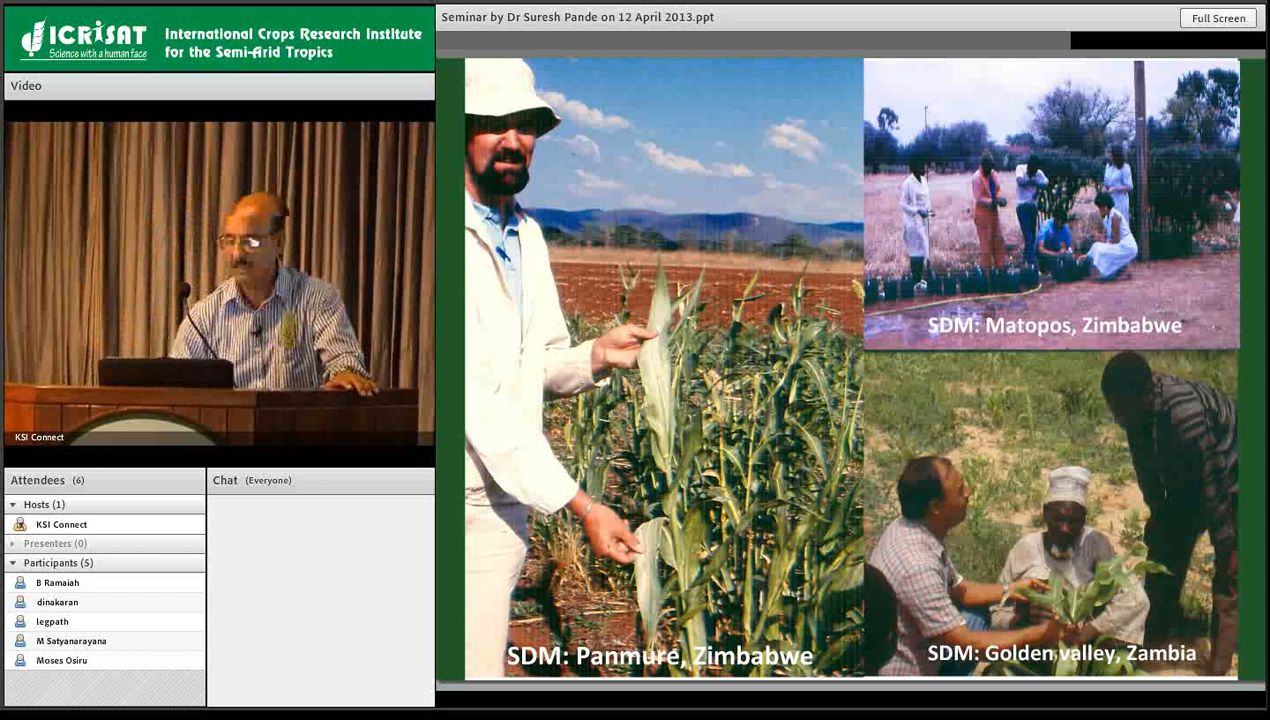 ICRISAT
Science with a human face
International Crops Research Institute
for the Semi-Arid Tropics
Seminar by Dr Suresh Pande on 12 April 2013.ppt
Full Screen
Video
KSI Connect
Attendees (6)
Hosts (1)
KSI Connect
Presenters (0)
Participants (5)
B Ramaiah
dinakaran
legpath
M Satyanarayana
Moses Osiru
Chat (Everyone)
SDM: Panmure, Zimbabwe
SDM: Matopos, Zimbabwe
SDM: Golden valley, Zambia